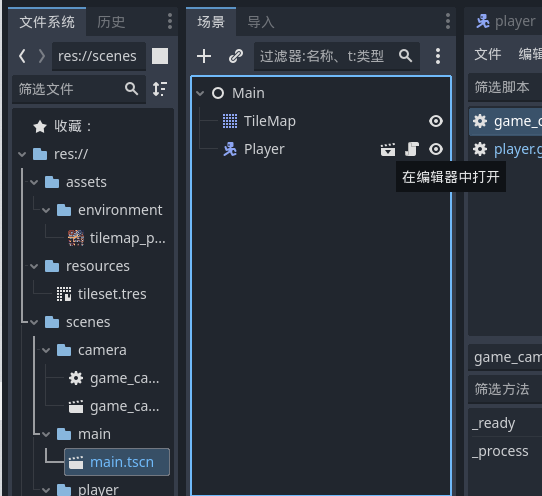 文件系统
历史
res://scenes
筛选文件
收藏：
res://
assets
environment
tilemap_p...
resources
tileset.tres
scenes
camera
game_ca...
game_ca...
main
main.tscn
player
场景
导入
过滤器:名称、t:类型
Main
TileMap
Player
在编辑器中打开
player
文件
编辑
筛选脚本
game_c
player.g
game_cam
筛选方法
_ready
_process